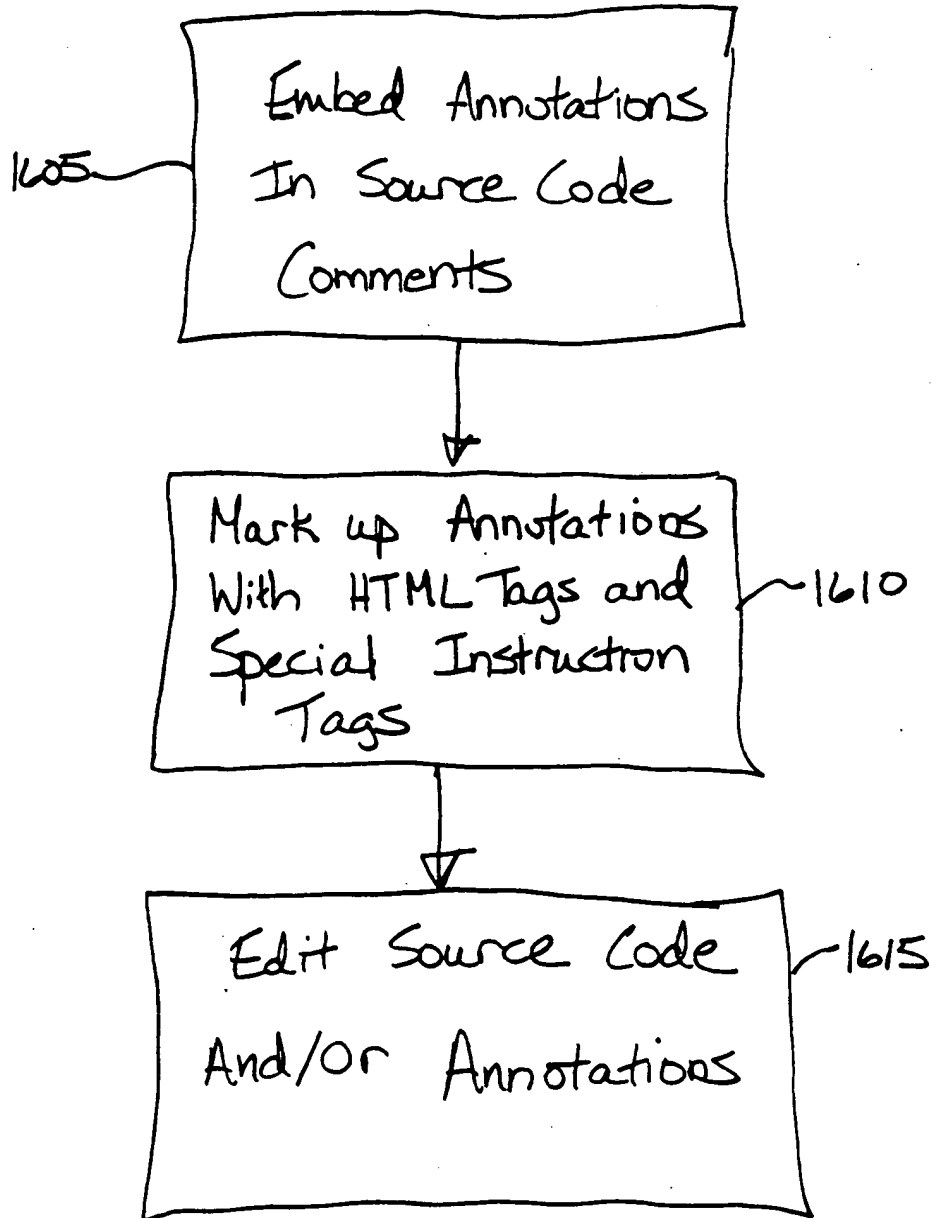 Embed Annotations
1605
In Source Code
Comments
Mark up Annotations
With HTML Tags and
1610
Special Instruction
Tags
Edit Source Code
1615
And/Or Annotations